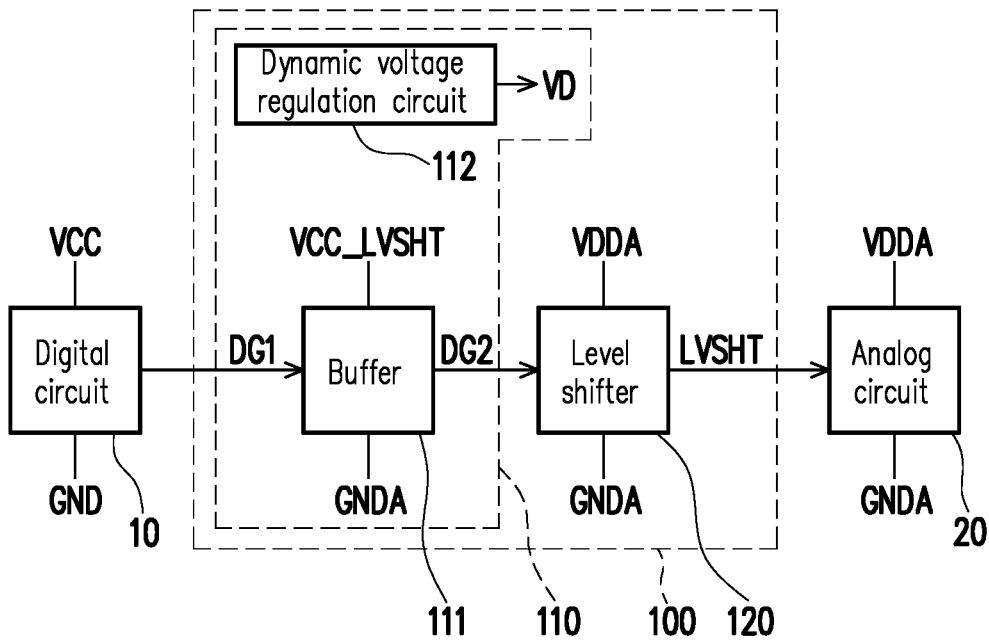 Dynamic voltage
regulation circuit
VD
112
VCC
VCC_LVSHT
VDDA
VDDA
Digital
circuit
DG1
Buffer
DG2
Level
shifter
LVSHT
Analog
circuit
GND
GNDA
GNDA
GNDA
10
20
111
110
100
120